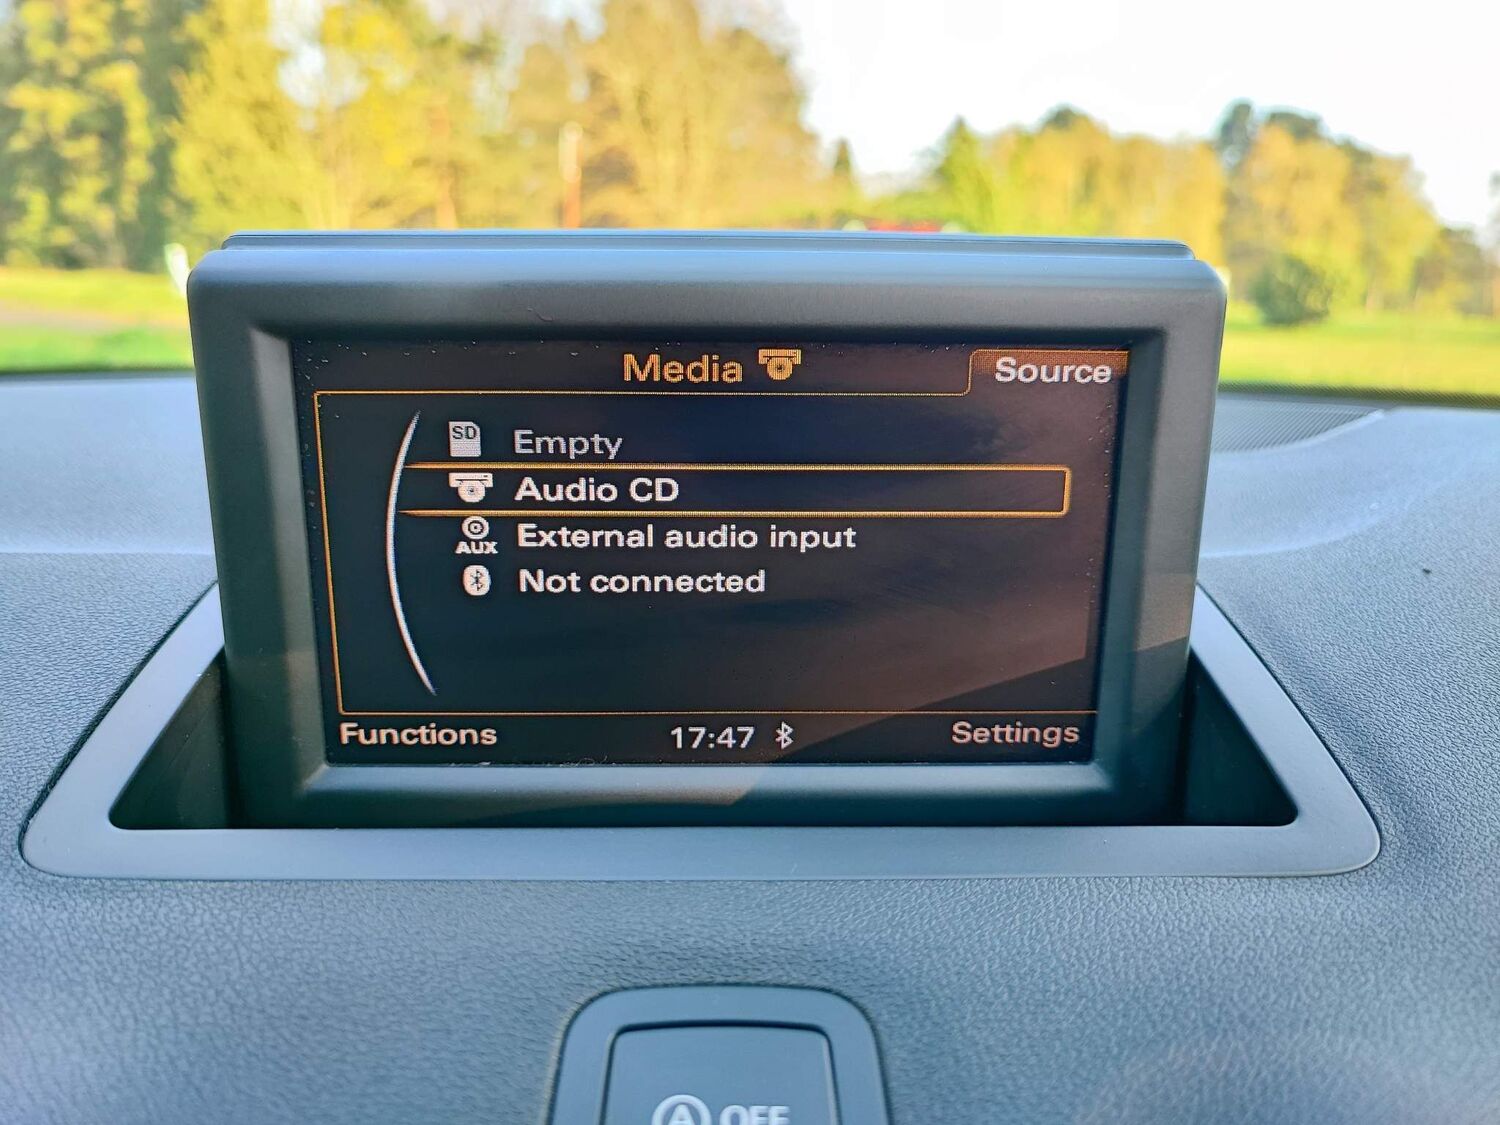 Media
Source
SD Empty
Audio CD
AUX External audio input
Not connected
Functions 17:47 Settings
A OFF